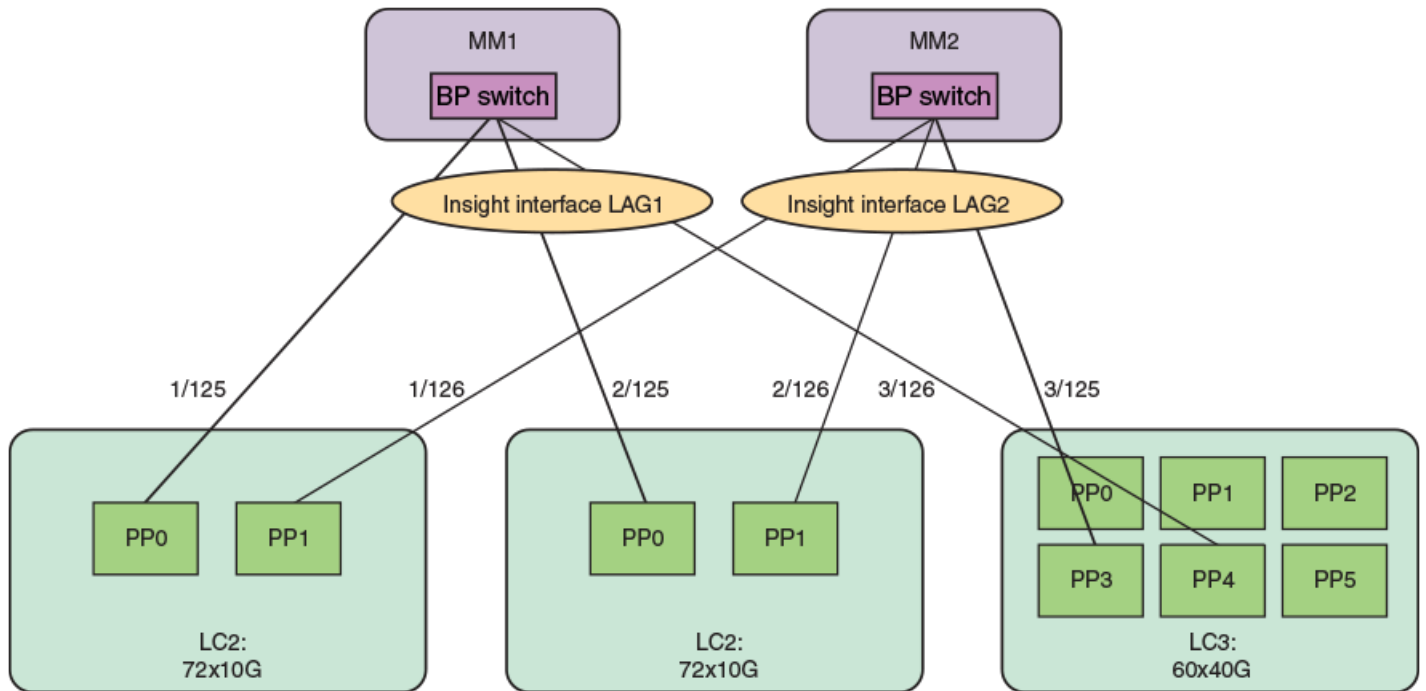 MM1
MM2
BP switch
BP switch
Insight interface LAG1
Insight interface LAG2
1/125
1/126
2/125
2/126
3/126
3/125
PP0
PP1
PP0
PP1
PP0
PP1
PP2
PP3
PP4
PP5
LC2:
72x10G
LC2:
72x10G
LC3:
60x40G